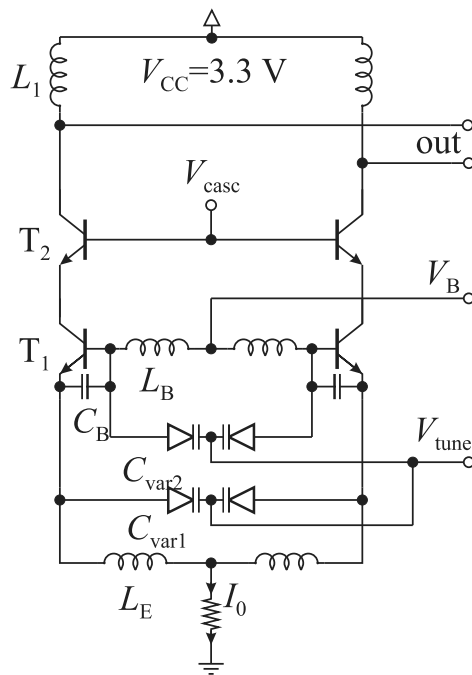 L1
VCC=3.3 V
out
Vcasc
T2
VB
T1
LB
CB
Vtune
Cvar2
Cvar1
LE
I0